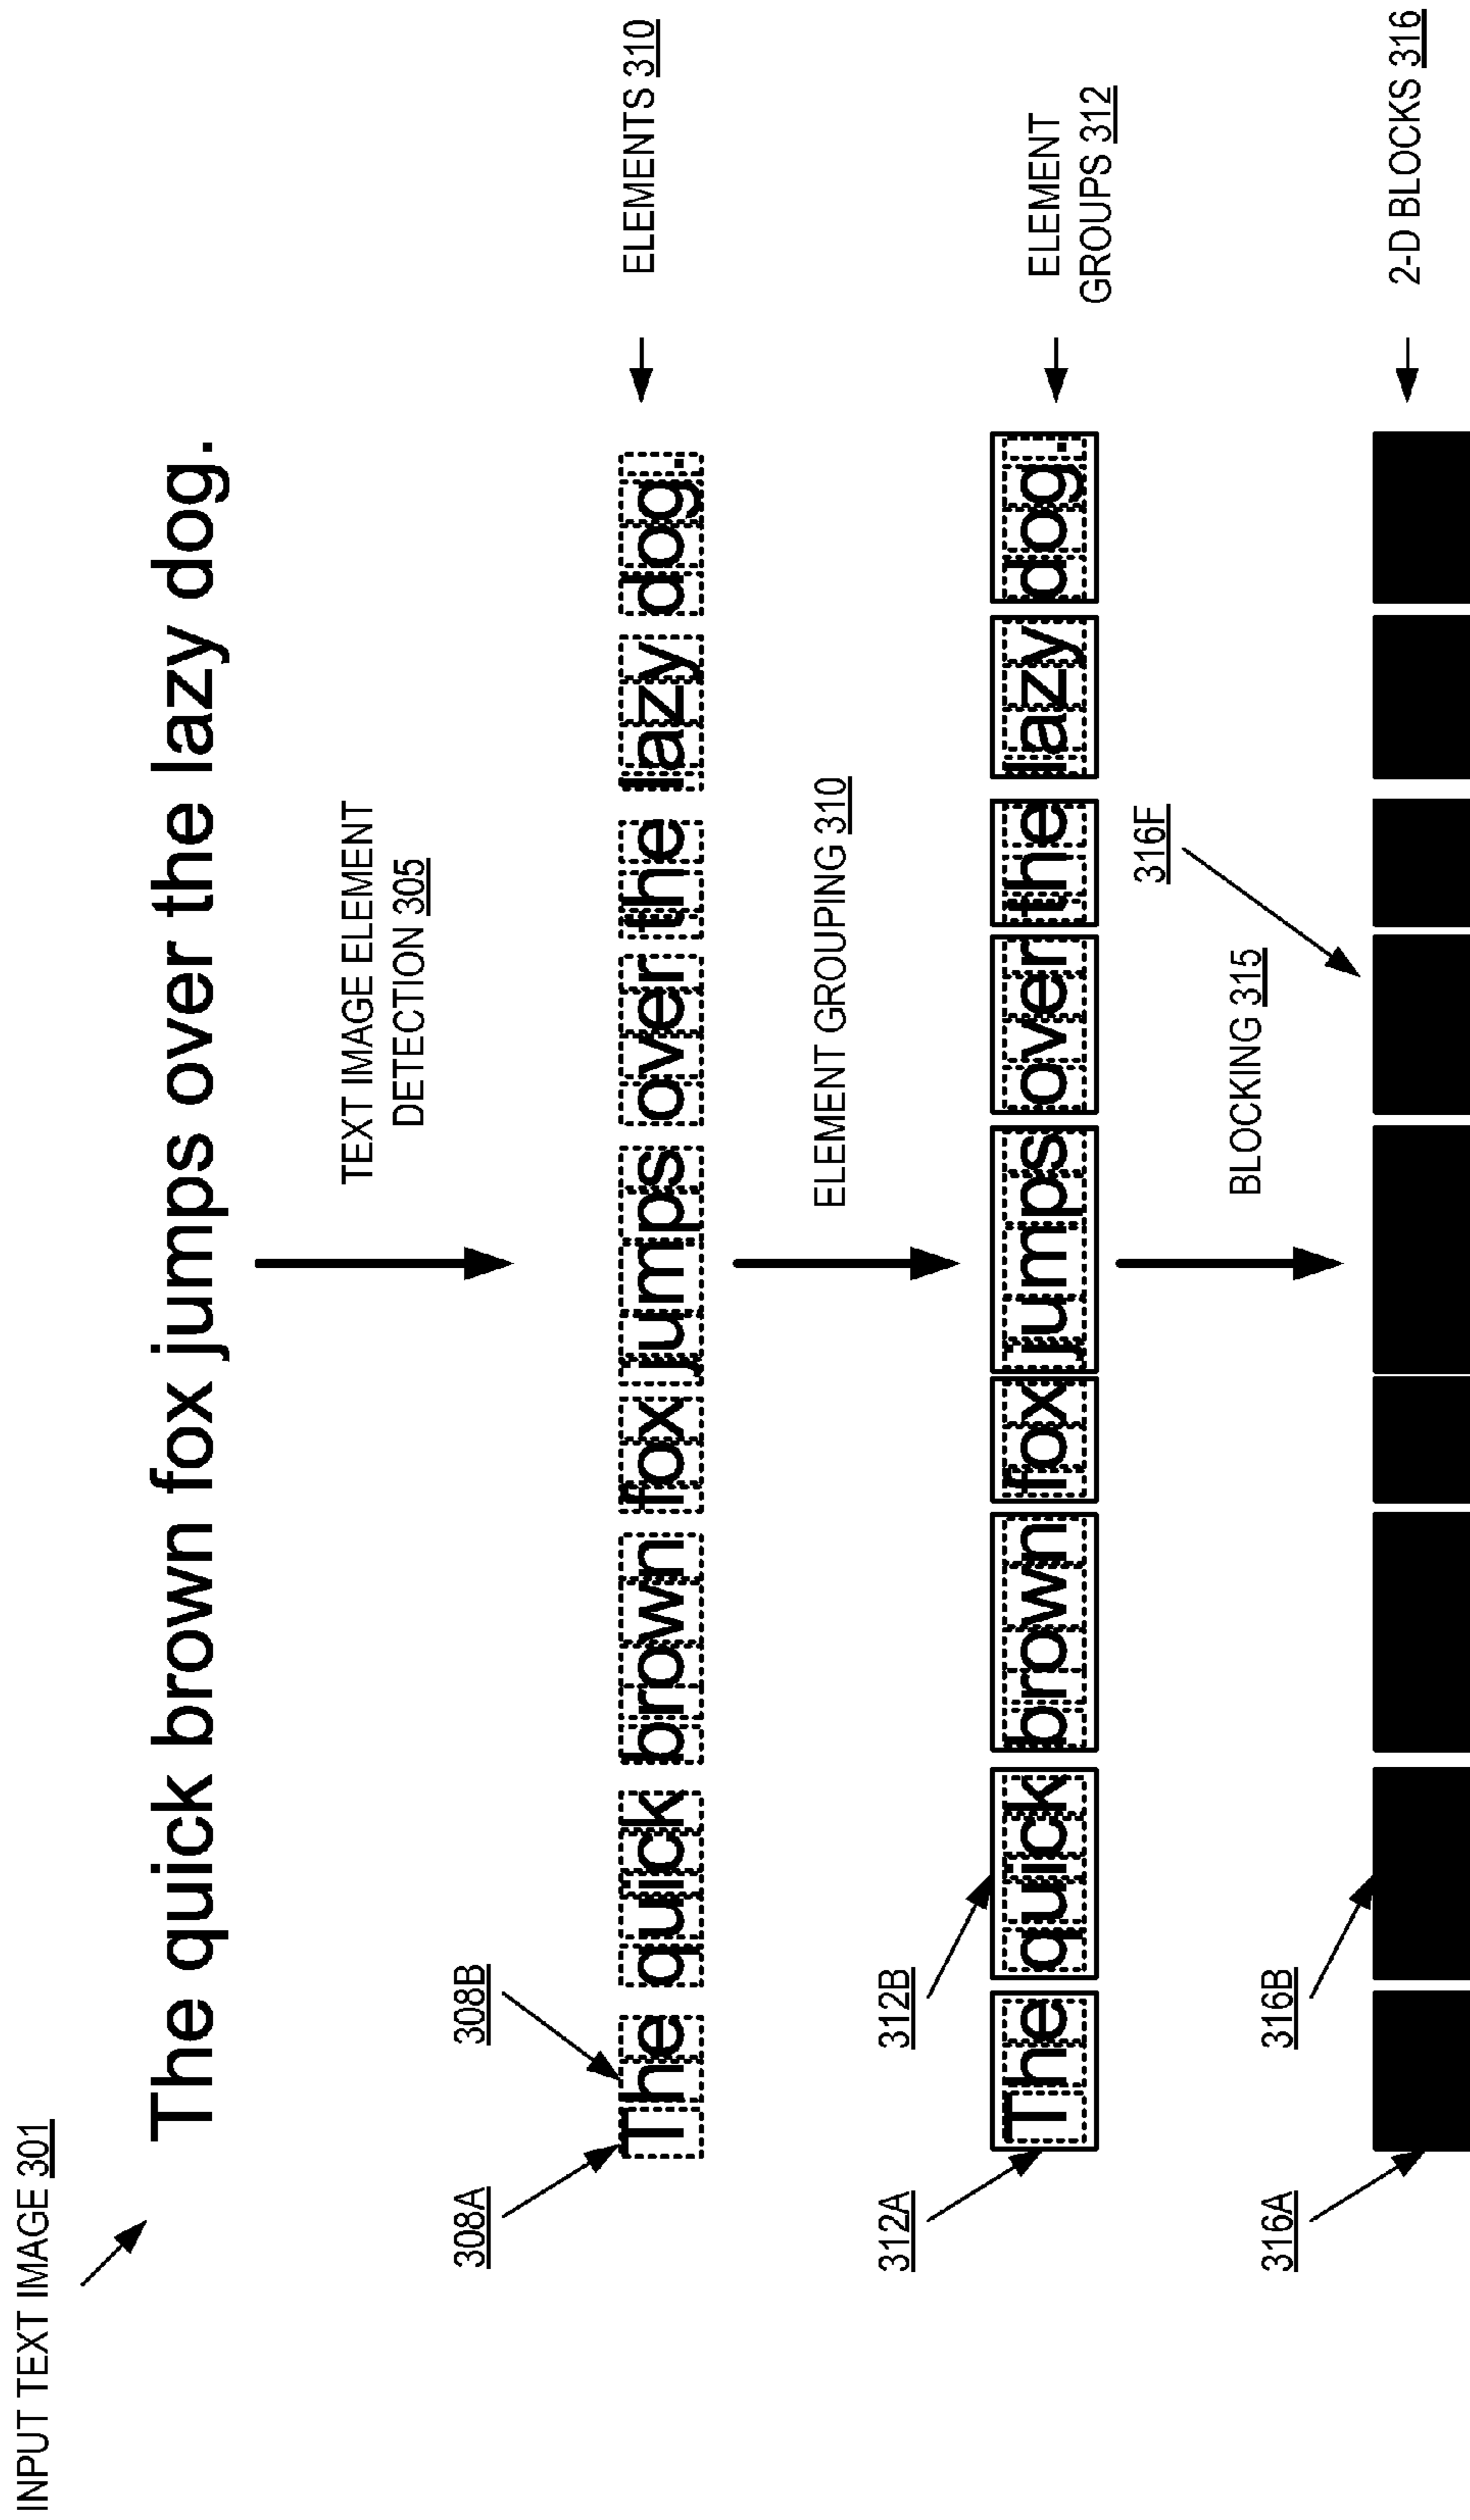 INPUT TEXT IMAGE 301
The quick brown fox jumps over the lazy dog.
TEXT IMAGE ELEMENT
DETECTION 305
308A
308B
The quick brown fox jumps over the lazy dog.
ELEMENTS 310
ELEMENT GROUPING 310
312A
312B
The quick brown fox jumps over the lazy dog.
ELEMENT
GROUPS 312
BLOCKING 315
316F
316A
316B
2-D BLOCKS 316